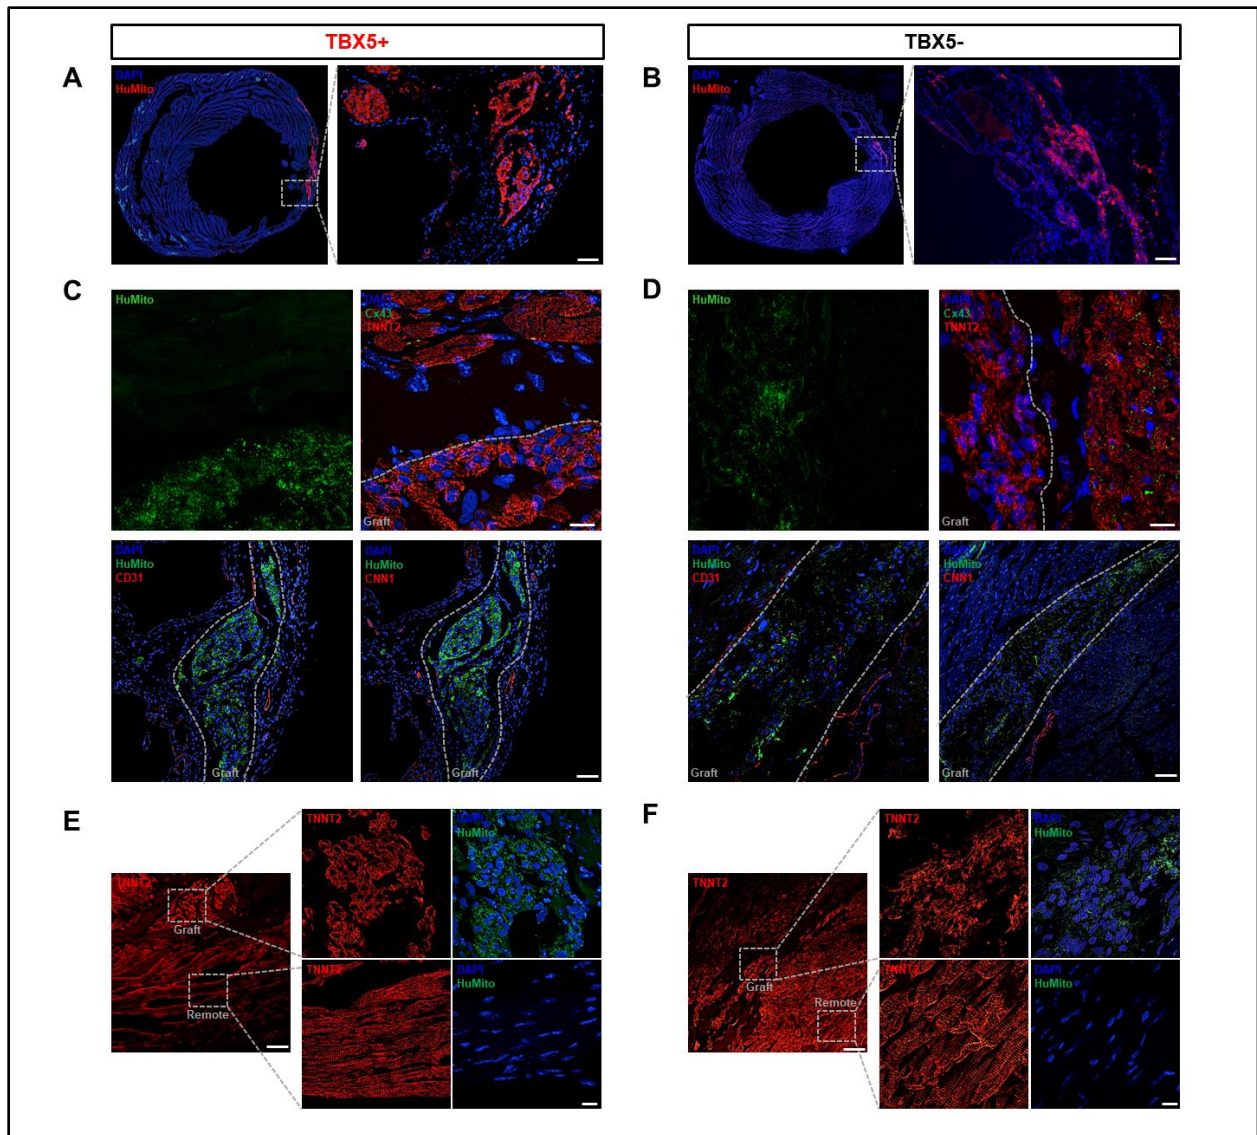 TBX5+
TBX5-
A
DAPI
HuMito
B
DAPI
HuMito
C
HuMito
DAPI
Cx43
TNNT2
Graft
D
HuMito
DAPI
Cx43
TNNT2
Graft
DAPI
HuMito
CD31
Graft
DAPI
HuMito
CNN1
Graft
DAPI
HuMito
CD31
Graft
DAPI
HuMito
CNN1
Graft
E
TNNT2
Graft
Remote
TNNT2
DAPI
HuMito
TNNT2
DAPI
HuMito
F
TNNT2
Graft
Remote
TNNT2
DAPI
HuMito
TNNT2
DAPI
HuMito